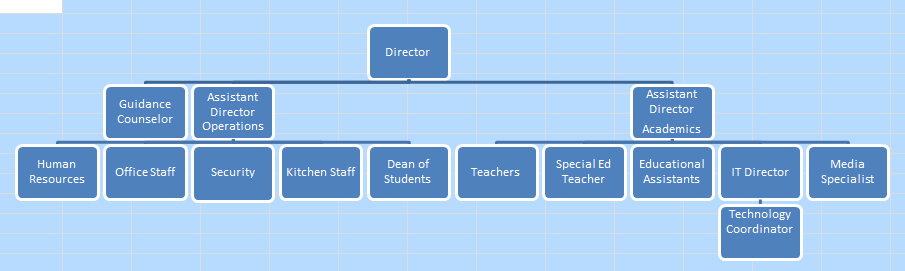 Director
Guidance
Counselor
Assistant
Director
Operations
Assistant
Director
Academics
Human
Resources
Office Staff
Security
Kitchen Staff
Dean of
Students
Teachers
Special Ed
Teacher
Educational
Assistants
IT Director
Media
Specialist
Technology
Coordinator